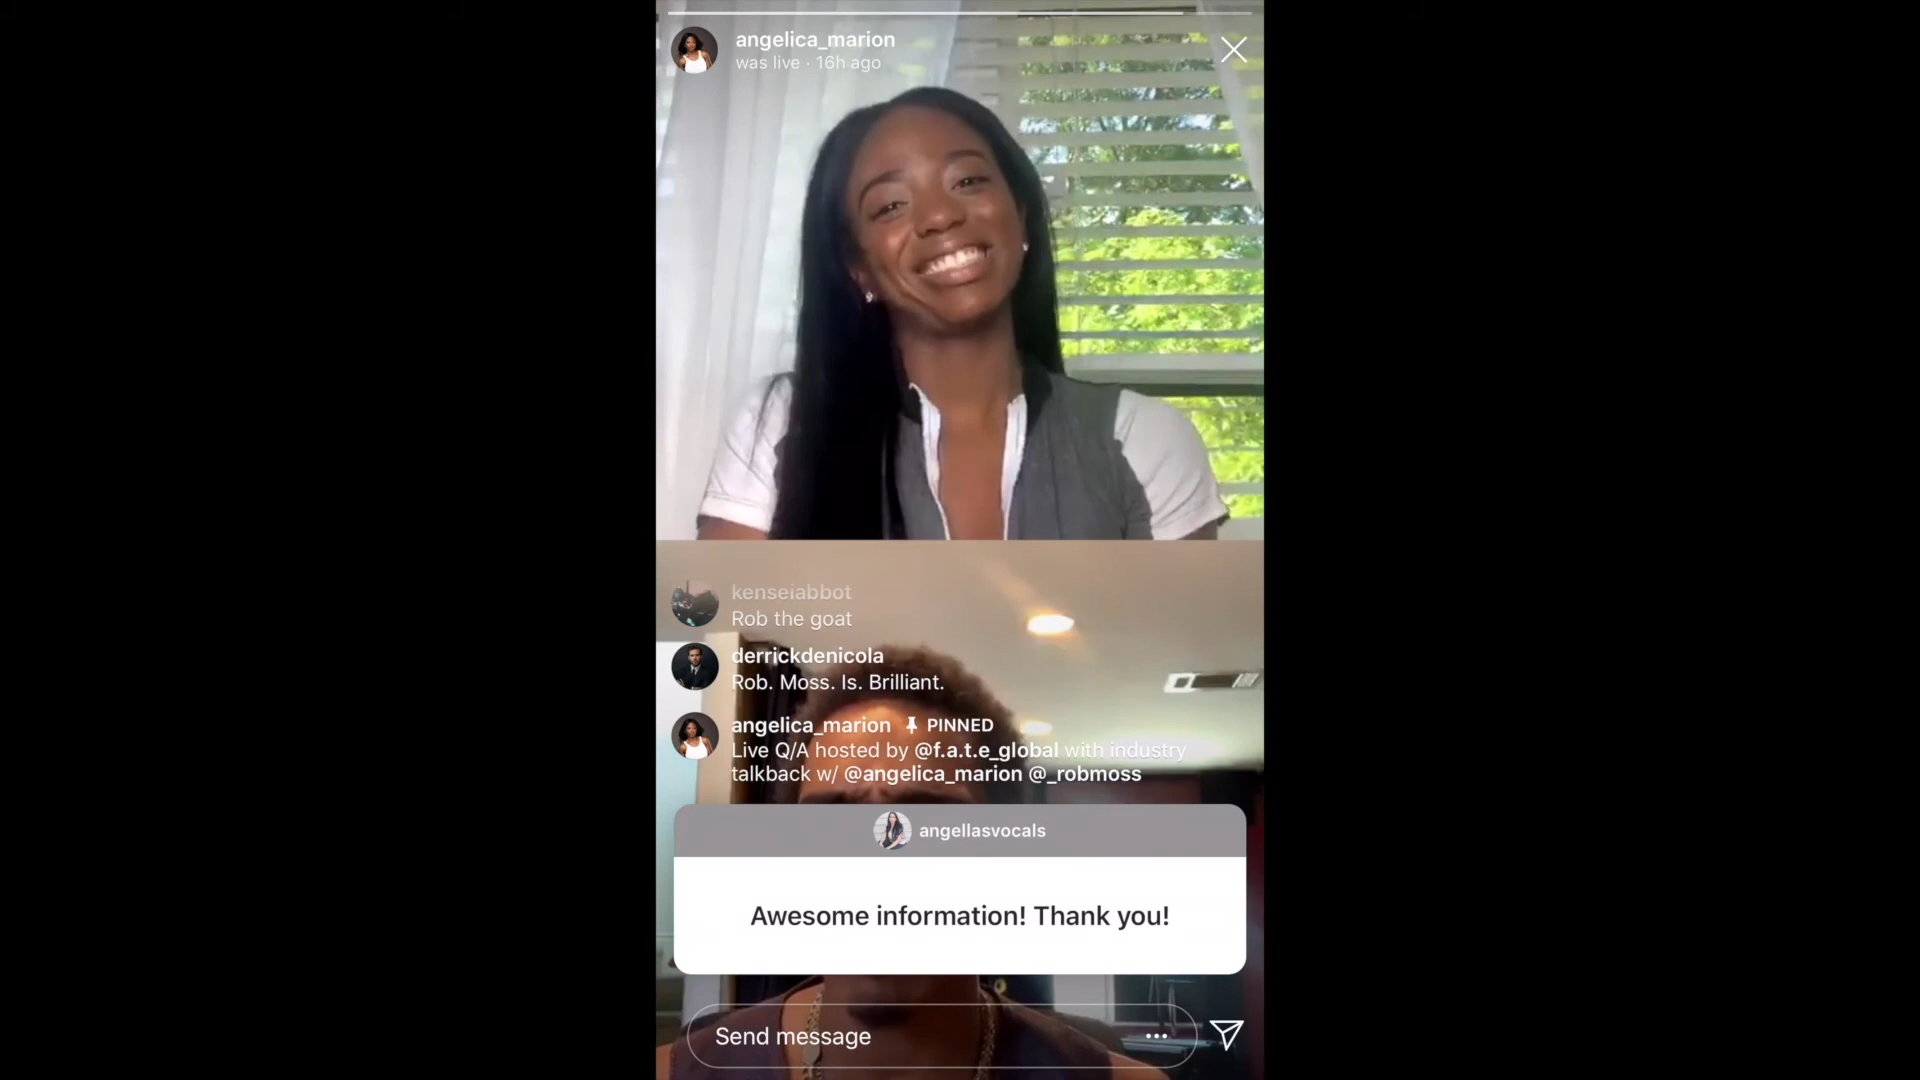 angelica_marion
was live · 16h ago
kenseiabbot
Rob the goat
derrickdenicola
Rob. Moss. Is. Brilliant.
angelica_marion PINNED
Live Q/A hosted by @f.a.t.e_global with industry
talkback w/ @angelica_marion @_robmoss
angellasvocals
Awesome information! Thank you!
Send message